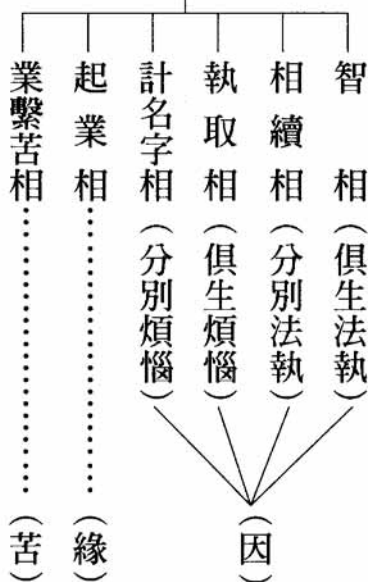 智相（俱生法執）
相續相（分別法執）
執取相（俱生煩惱）
計名字相（分別煩惱）
（因）
起業相………………（緣）
業繫苦相………………（苦）